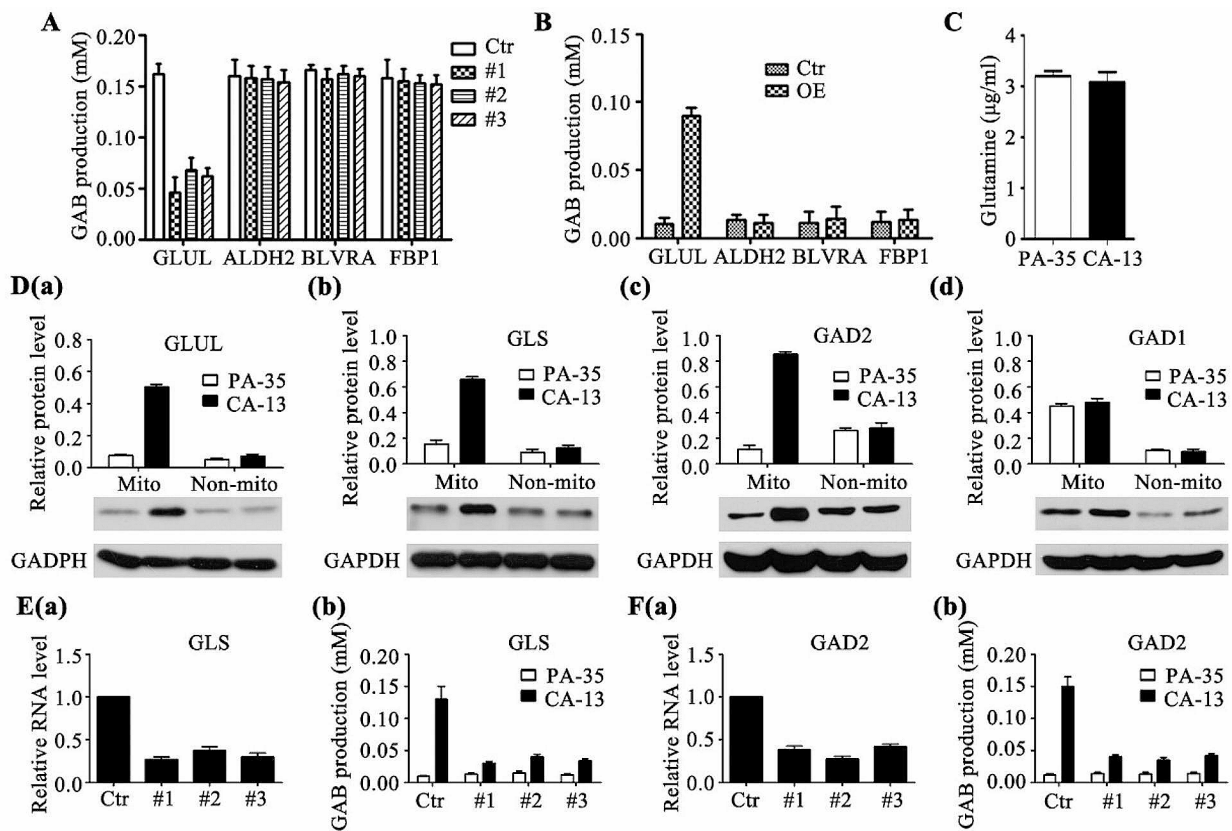 A
GAB production (mM)
0.20
0.15
0.10
0.05
0.00
GLUL ALDH2 BLVRA FBP1
Ctr
#1
#2
#3
B
GAB production (mM)
0.15
0.10
0.05
0.00
GLUL ALDH2 BLVRA FBP1
Ctr
OE
C
Glutamine (μg/ml)
4
3
2
1
0
PA-35 CA-13
D(a)
Relative protein level
GLUL
0.8
0.6
0.4
0.2
0.0
PA-35
CA-13
Mito Non-mito
GADPH
(b)
Relative protein level
GLS
1.0
0.8
0.6
0.4
0.2
0.0
PA-35
CA-13
Mito Non-mito
GAPDH
(c)
Relative protein level
GAD2
1.0
0.8
0.6
0.4
0.2
0.0
PA-35
CA-13
Mito Non-mito
GAPDH
(d)
Relative protein level
GAD1
1.0
0.8
0.6
0.4
0.2
0.0
PA-35
CA-13
Mito Non-mito
GAPDH
E(a)
Relative RNA level
GLS
1.5
1.0
0.5
0.0
Ctr #1 #2 #3
(b)
GAB production (mM)
GLS
0.20
0.15
0.10
0.05
0.00
PA-35
CA-13
Ctr #1 #2 #3
F(a)
Relative RNA level
GAD2
1.5
1.0
0.5
0.0
Ctr #1 #2 #3
(b)
GAB production (mM)
GAD2
0.20
0.15
0.10
0.05
0.00
PA-35
CA-13
Ctr #1 #2 #3